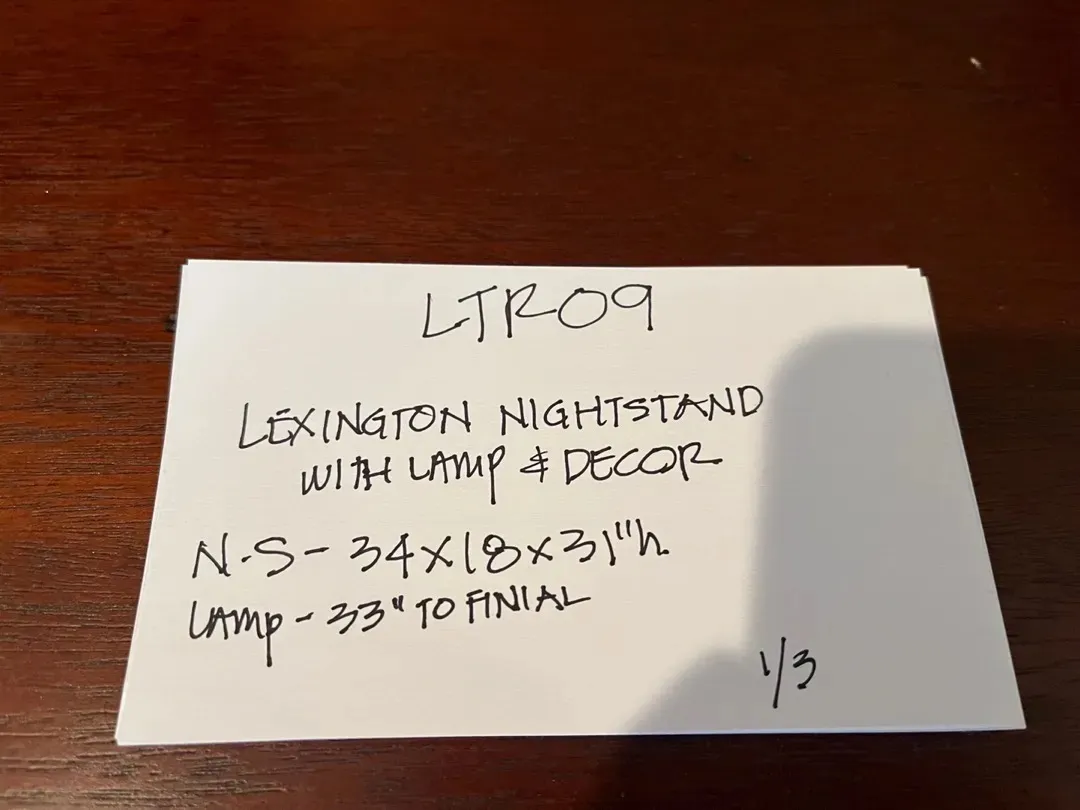 LTR09
LEXINGTON NIGHTSTAND
WITH LAMP & DECOR
N-S- 34x18x31"h.
LAMP - 33" TO FINIAL
1/3